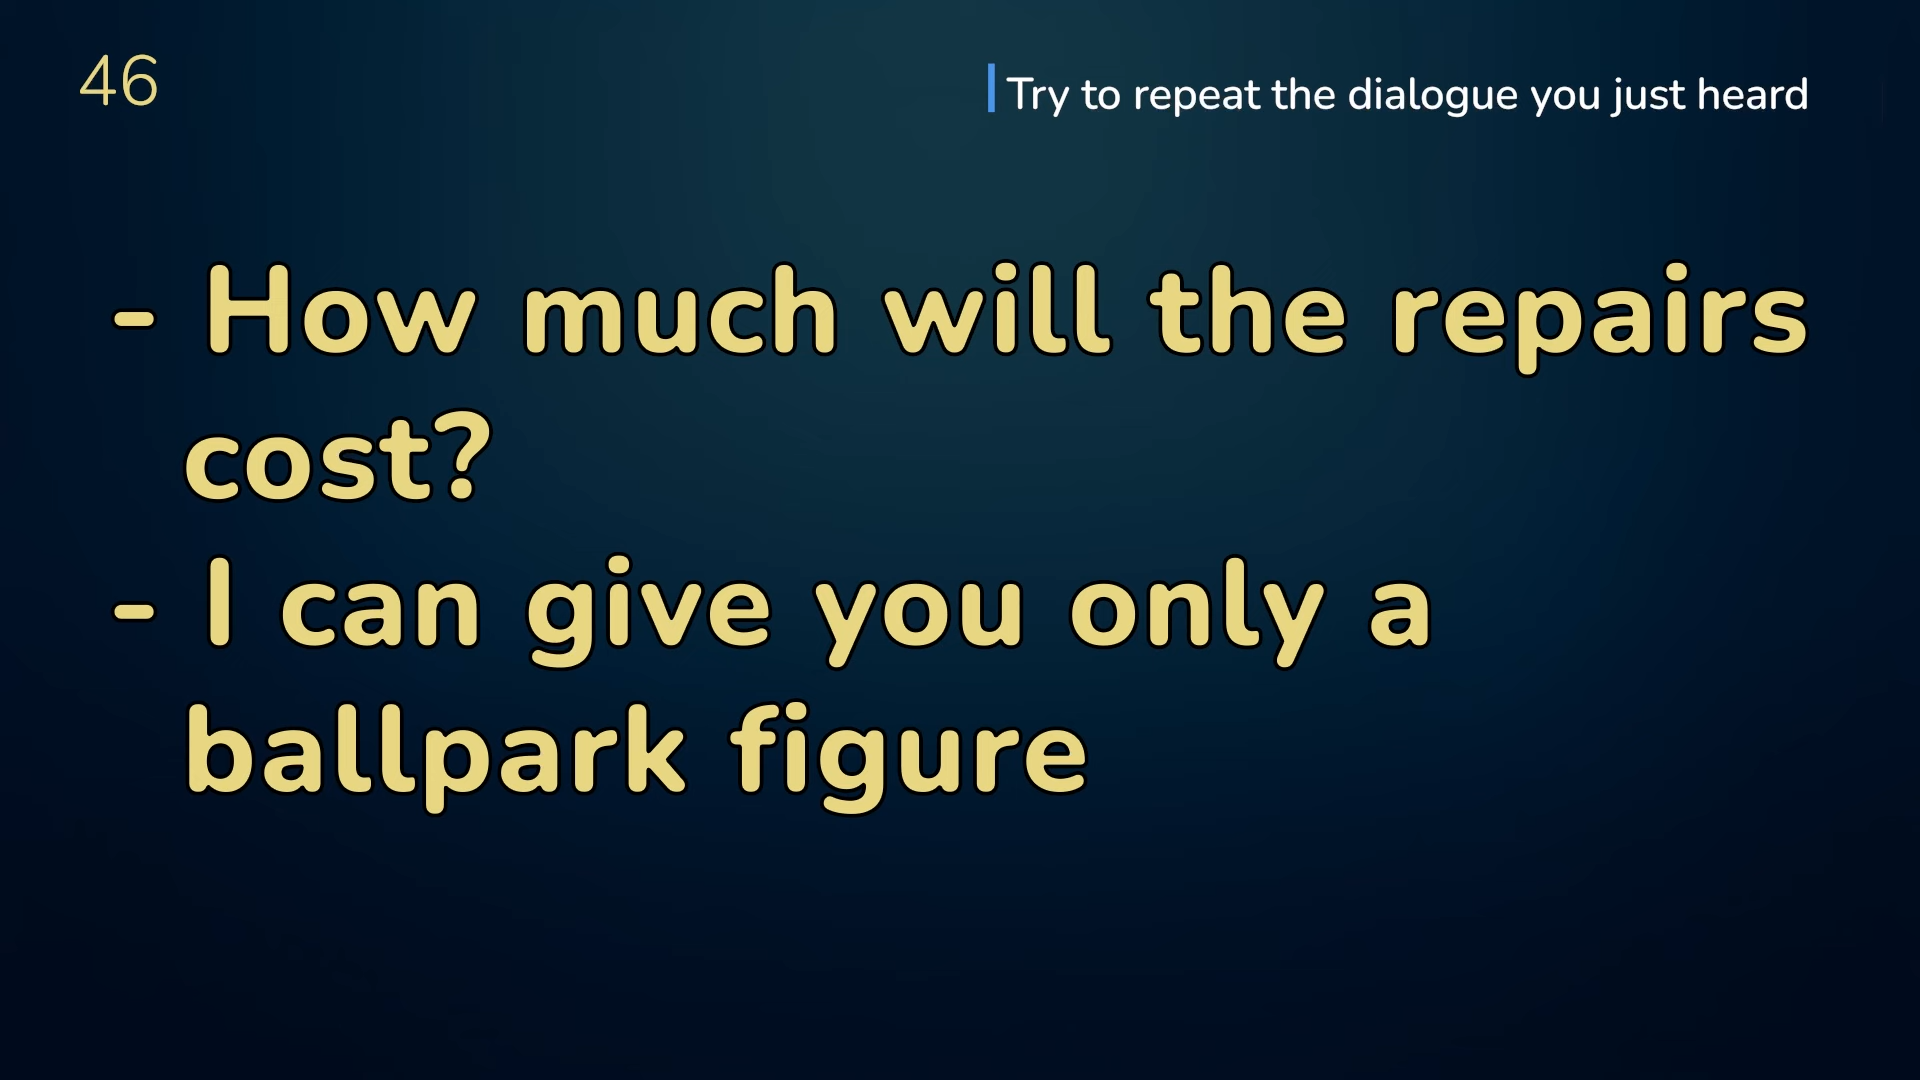 46
Try to repeat the dialogue you just heard
- How much will the repairs
cost?
- I can give you only a
ballpark figure